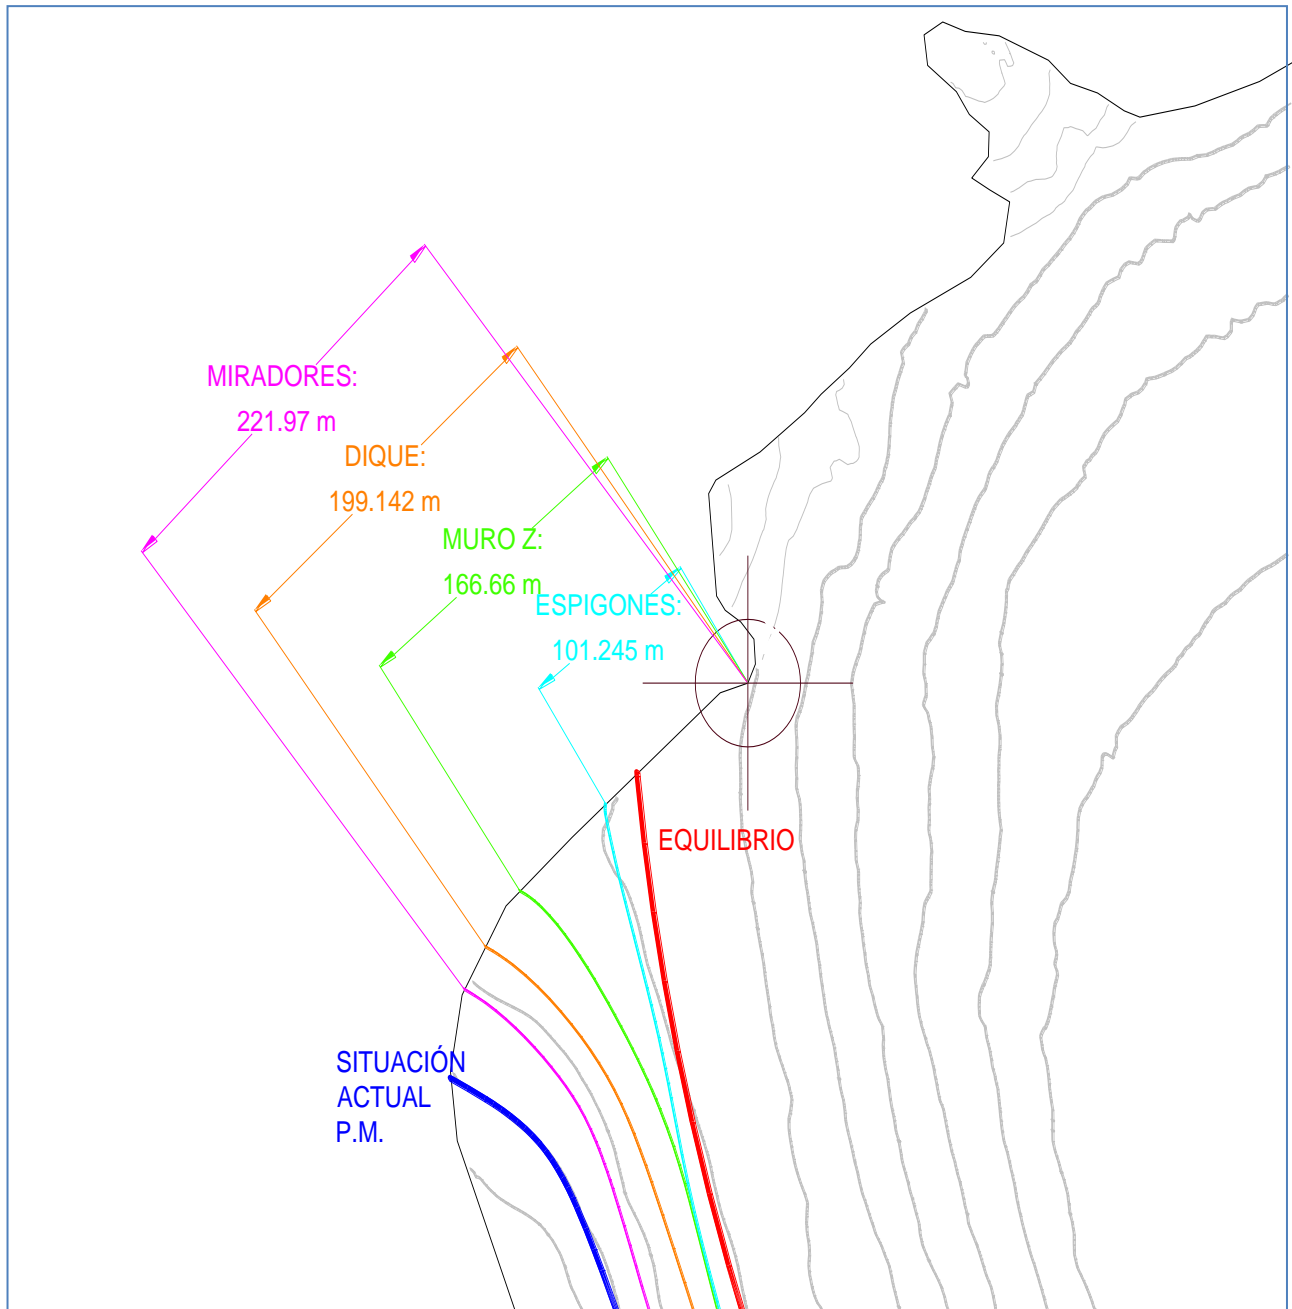 MIRADORES:
221.97 m
DIQUE:
199.142 m
MURO Z:
166.66 m
ESPIGONES:
101.245 m
EQUILIBRIO
SITUACIÓN
ACTUAL
P.M.